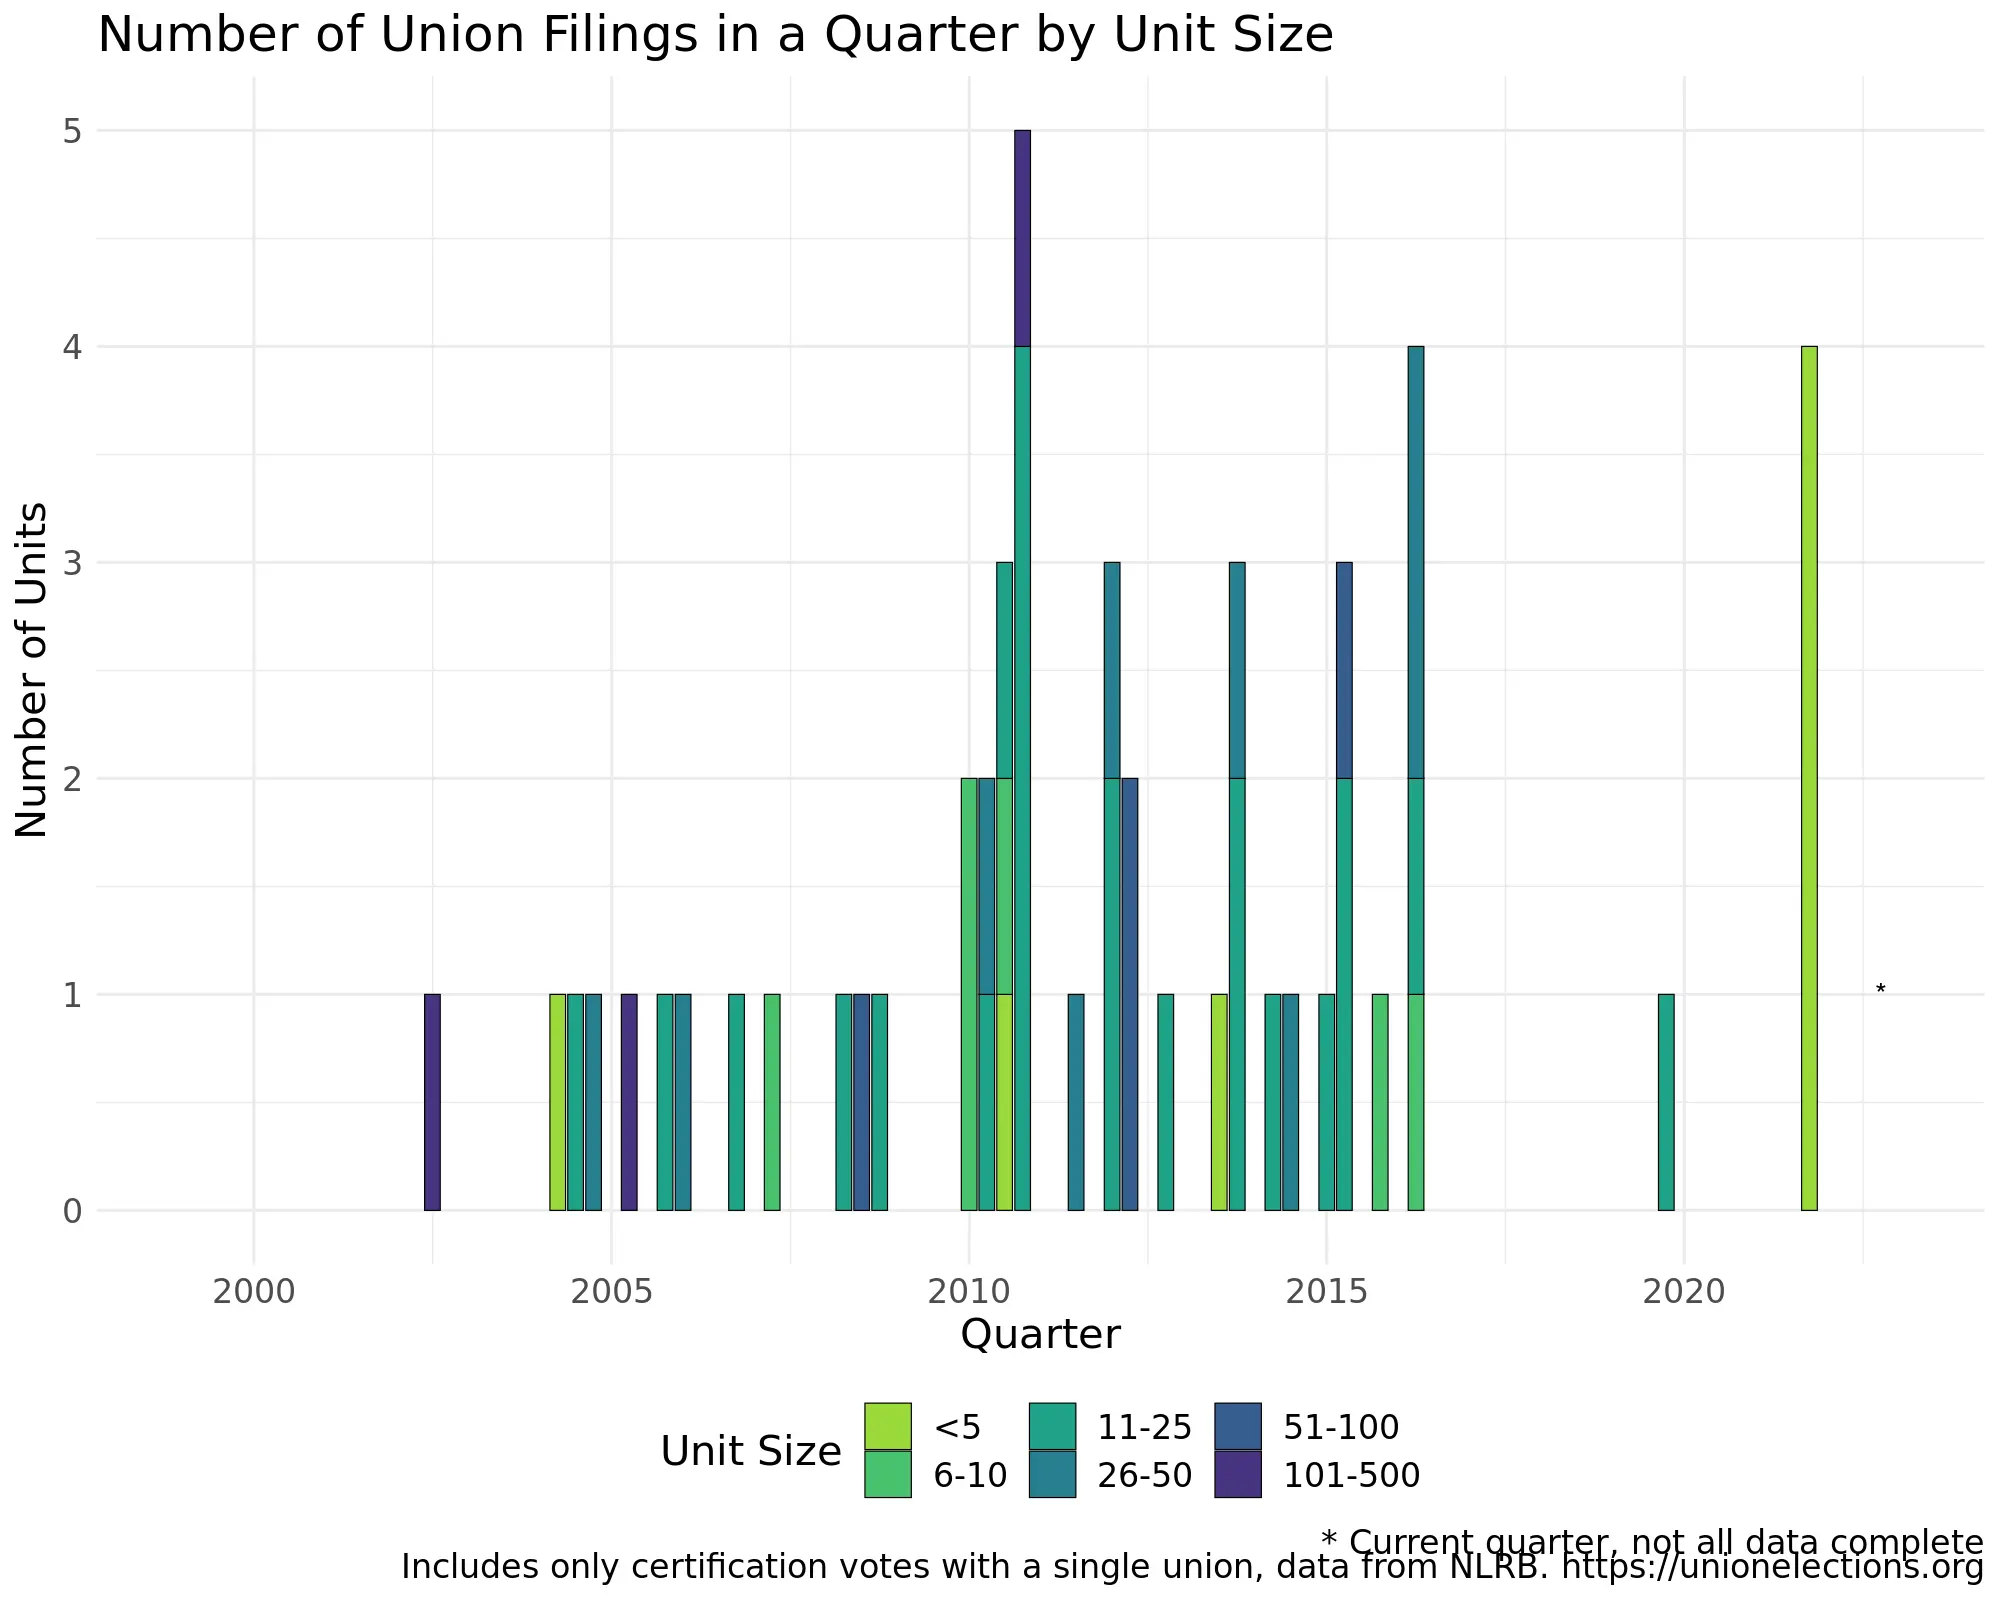 Number of Union Filings in a Quarter by Unit Size
Number of Units
5
4
3
2
1
0
*
2000 2005 2010 2015 2020
Quarter
Unit Size
<5 11-25 51-100
6-10 26-50 101-500
* Current quarter, not all data complete
Includes only certification votes with a single union, data from NLRB. https://unionelections.org